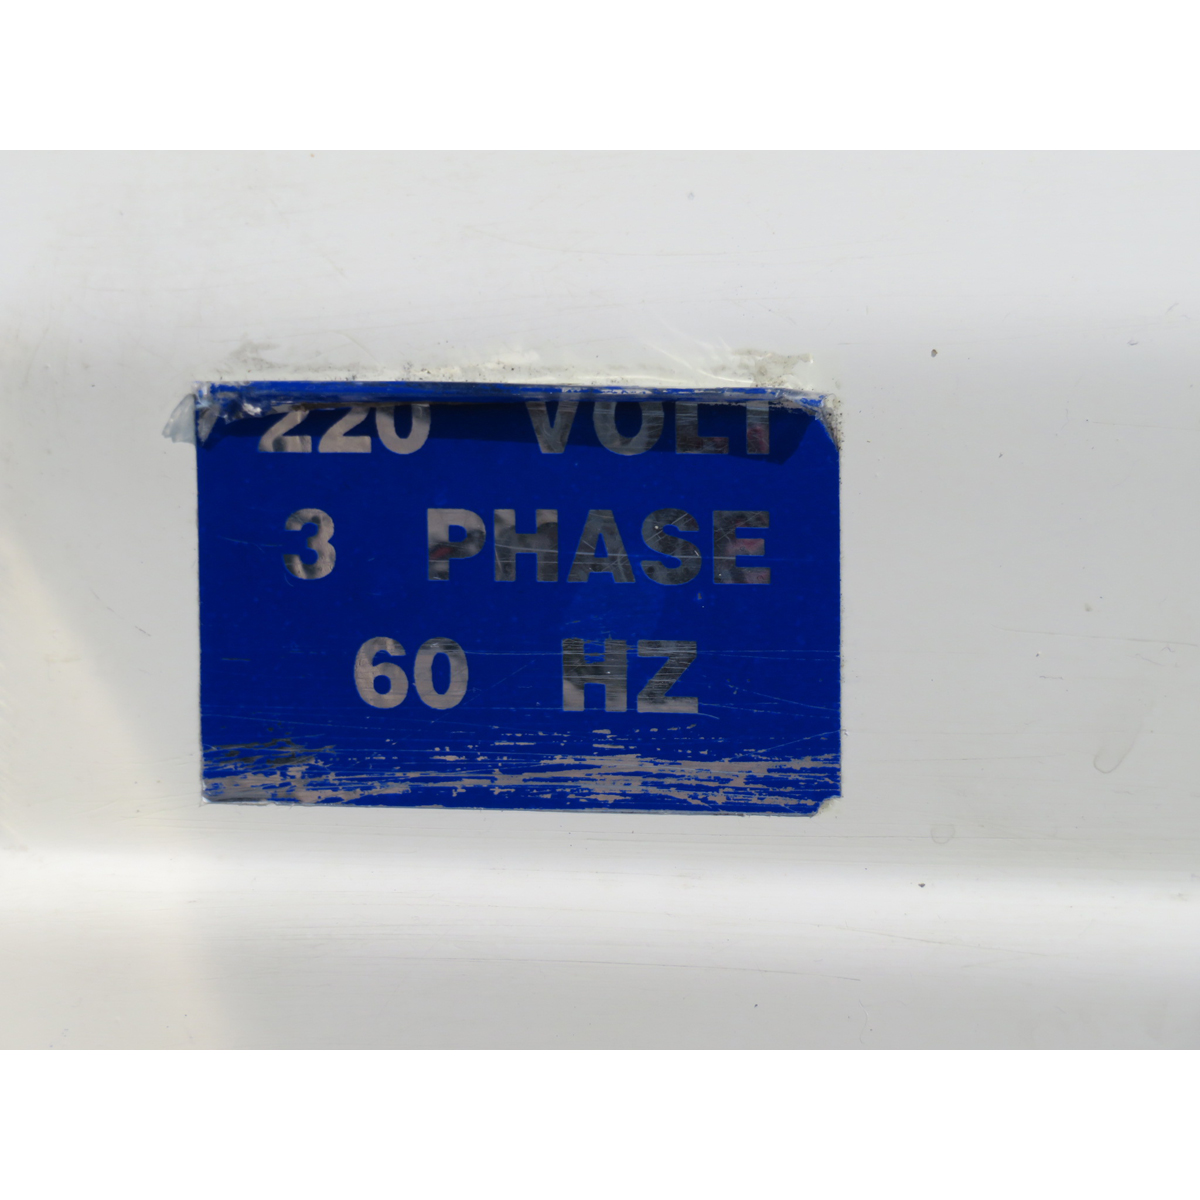 220 VOLT
3 PHASE
60 HZ